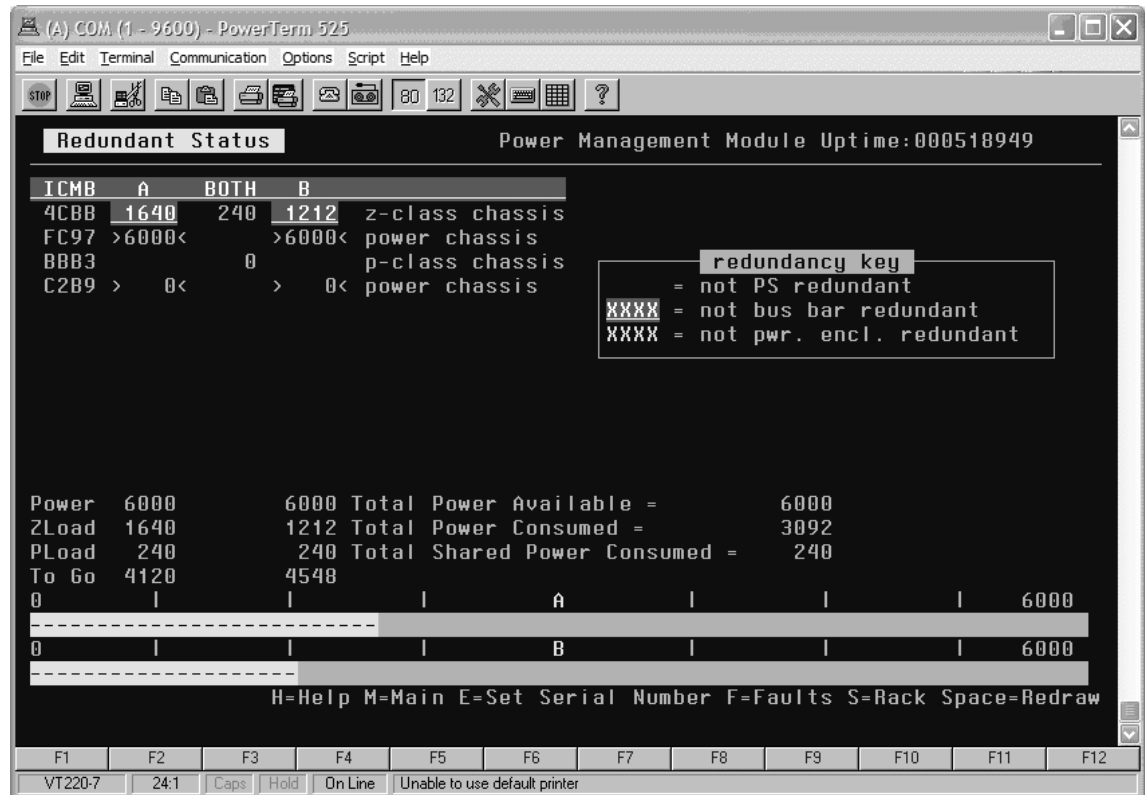 (A) COM (1 - 9600) - PowerTerm 525
File Edit Terminal Communication Options Script Help
STOP 80 132 ?
Redundant Status Power Management Module Uptime:000518949
ICMB A BOTH B
4CBB 1640 240 1212 z-class chassis
FC97 >6000< >6000< power chassis
BBB3 0 p-class chassis
C2B9 > 0< > 0< power chassis
redundancy key
= not PS redundant
XXXX = not bus bar redundant
XXXX = not pwr. encl. redundant
Power 6000 6000 Total Power Available = 6000
ZLoad 1640 1212 Total Power Consumed = 3092
PLoad 240 240 Total Shared Power Consumed = 240
To Go 4120 4548
0 | | | A | | | 6000
--------------------------
0 | | | B | | | 6000
--------------------
H=Help M=Main E=Set Serial Number F=Faults S=Rack Space=Redraw
F1 F2 F3 F4 F5 F6 F7 F8 F9 F10 F11 F12
VT220-7 24:1 Caps Hold On Line Unable to use default printer